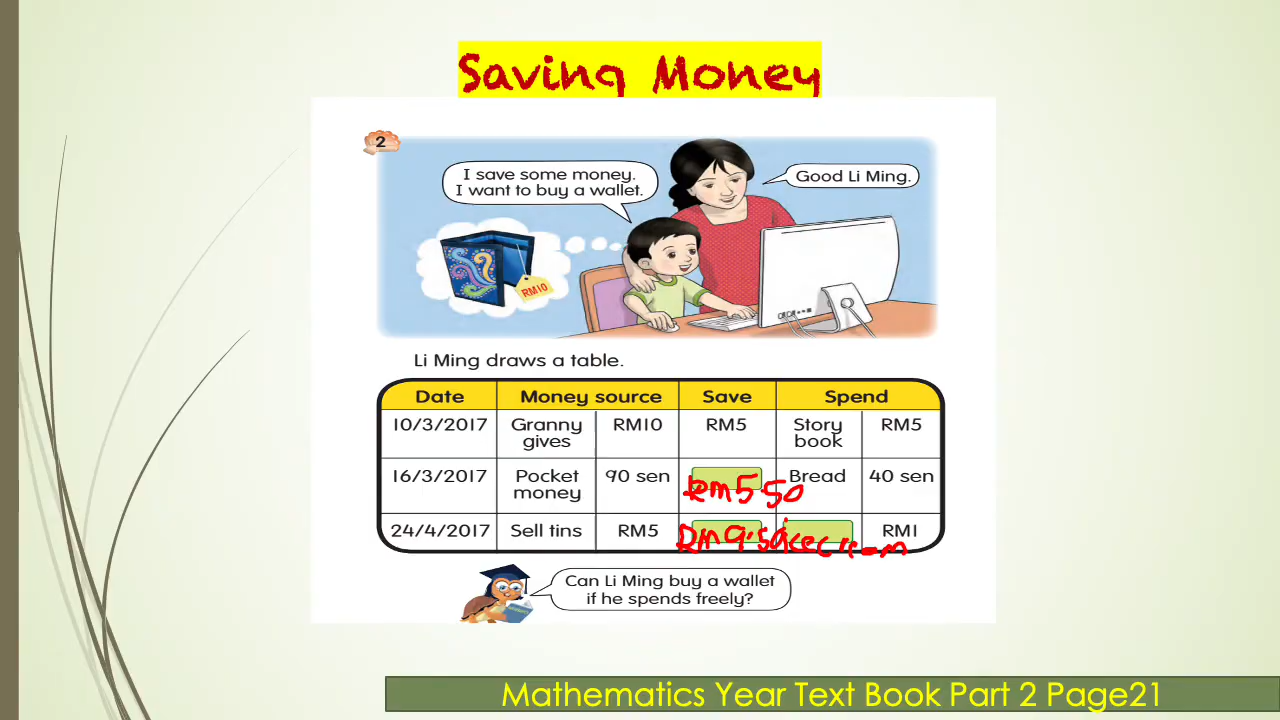 Saving Money
2
I save some money.
I want to buy a wallet.
Good Li Ming.
RM10
Li Ming draws a table.
Date Money source Save Spend
10/3/2017 Granny gives RM10 RM5 Story book RM5
16/3/2017 Pocket money 90 sen Rm5 50 Bread 40 sen
24/4/2017 Sell tins RM5 Rm9.50 RM1
Can Li Ming buy a wallet
if he spends freely?
Mathematics Year Text Book Part 2 Page21